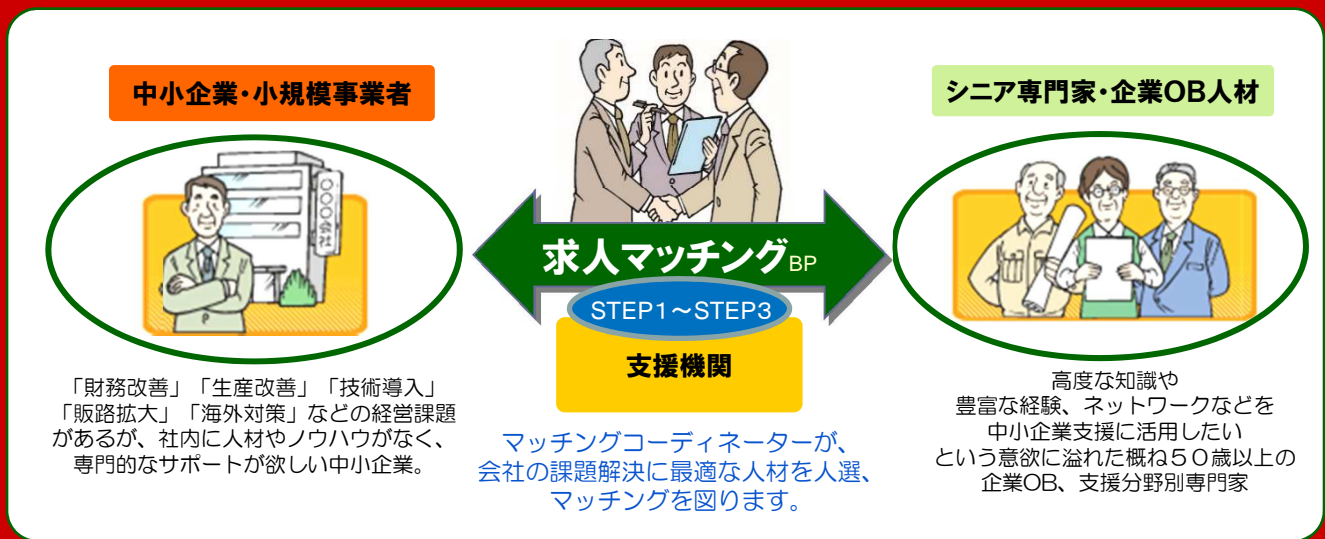 中小企業・小規模事業者
○○○会社
「財務改善」「生産改善」「技術導入」
「販路拡大」「海外対策」などの経営課題
があるが、社内に人材やノウハウがなく、
専門的なサポートが欲しい中小企業。
求人マッチングBP
STEP1～STEP3
支援機関
マッチングコーディネーターが、
会社の課題解決に最適な人材を人選、
マッチングを図ります。
シニア専門家・企業OB人材
高度な知識や
豊富な経験、ネットワークなどを
中小企業支援に活用したい
という意欲に溢れた概ね５０歳以上の
企業OB、支援分野別専門家